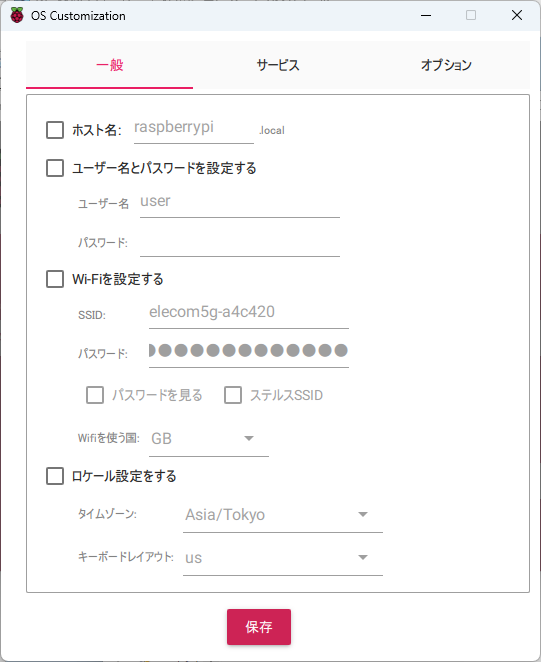 OS Customization
一般 サービス オプション
ホスト名: raspberrypi .local
ユーザー名とパスワードを設定する
ユーザー名 user
パスワード:
Wi-Fiを設定する
SSID: elecom5g-a4c420
パスワード: ●●●●●●●●●●●●●
パスワードを見る ステルスSSID
Wifiを使う国: GB
ロケール設定をする
タイムゾーン: Asia/Tokyo
キーボードレイアウト: us
保存